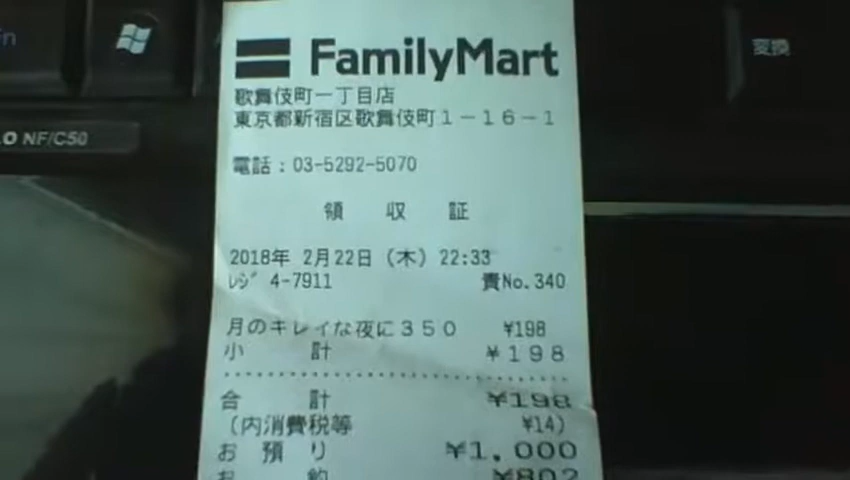 FamilyMart
歌舞伎町一丁目店
東京都新宿区歌舞伎町1-16-1
電話:03-5292-5070
領 収 証
2018年 2月22日(木)22:33
レジ 4-7911 責No.340
月のキレイな夜に350 ¥198
小 計 ¥198
合 計 ¥198
(内消費税等 ¥14)
お 預 り ¥1,000
お 釣 ¥802
O NF/C50
変換